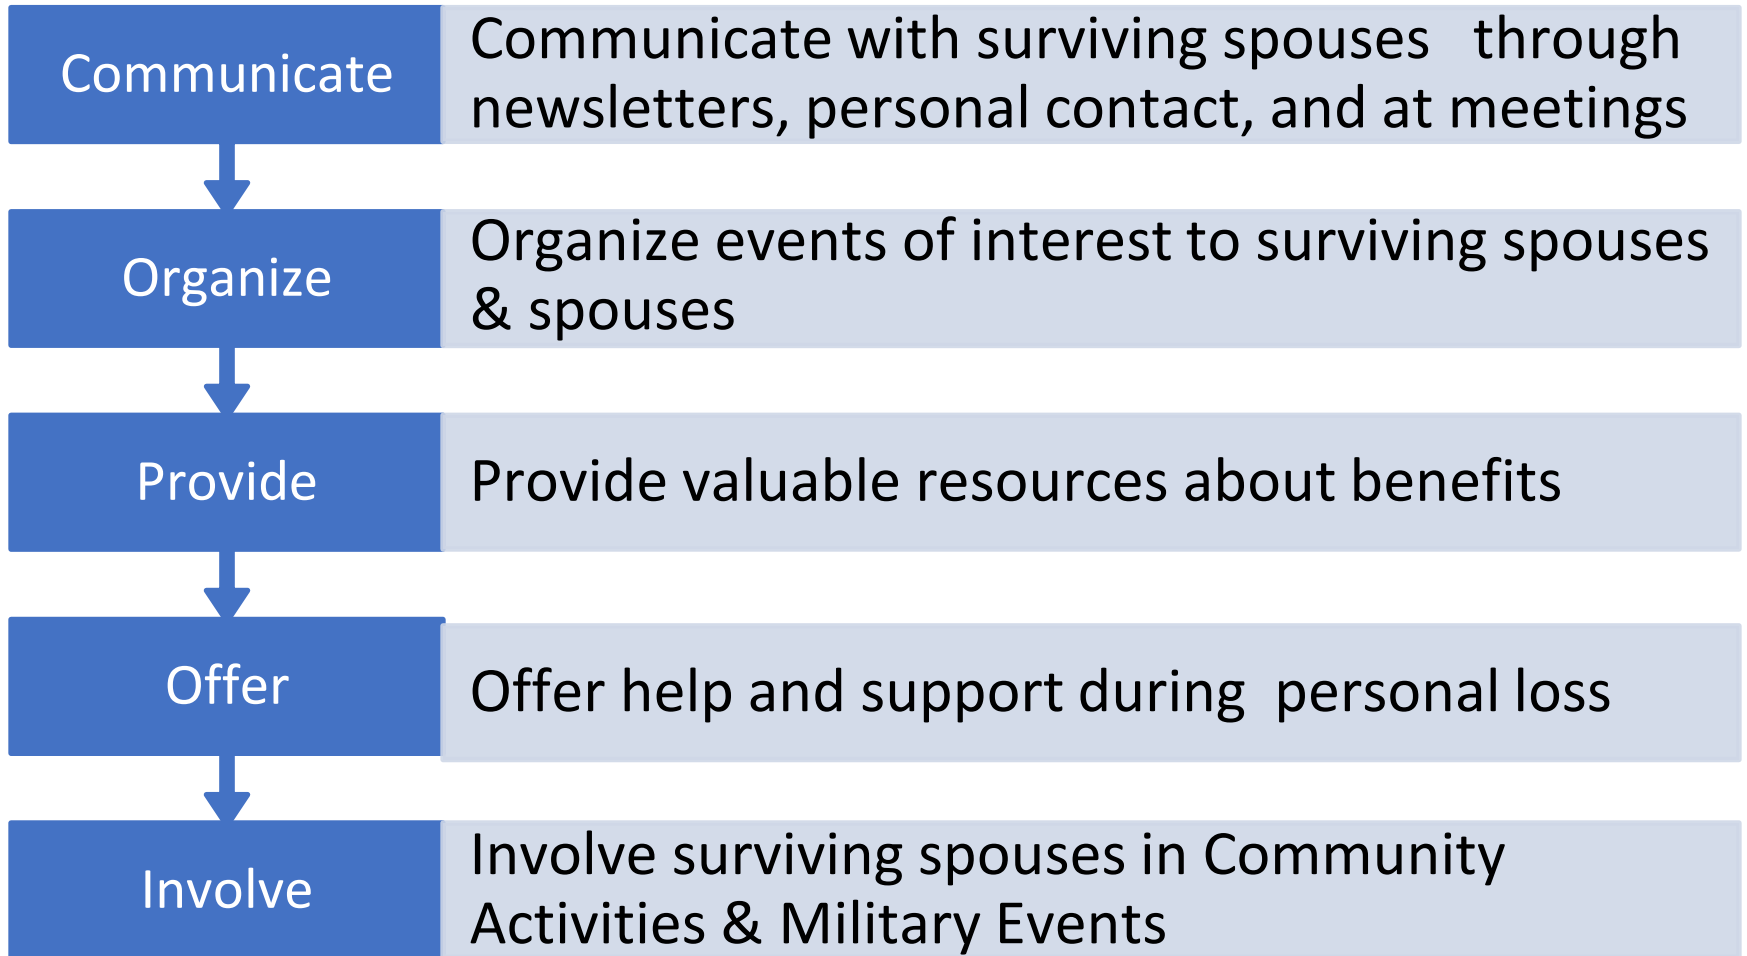 Communicate
Communicate with surviving spouses   through
newsletters, personal contact, and at meetings
Organize
Organize events of interest to surviving spouses
& spouses
Provide
Provide valuable resources about benefits
Offer
Offer help and support during  personal loss
Involve
Involve surviving spouses in Community
Activities & Military Events